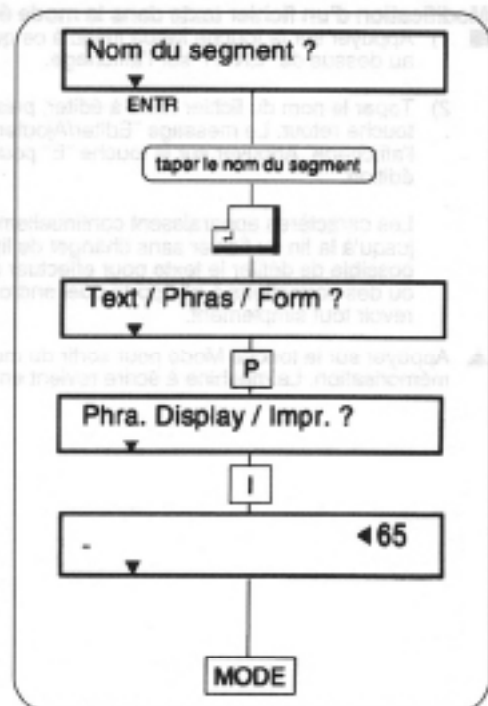 Nom du segment ?
ENTR
taper le nom du segment
↵
Text / Phras / Form ?
P
Phra. Display / Impr. ?
I
- ◀65
MODE